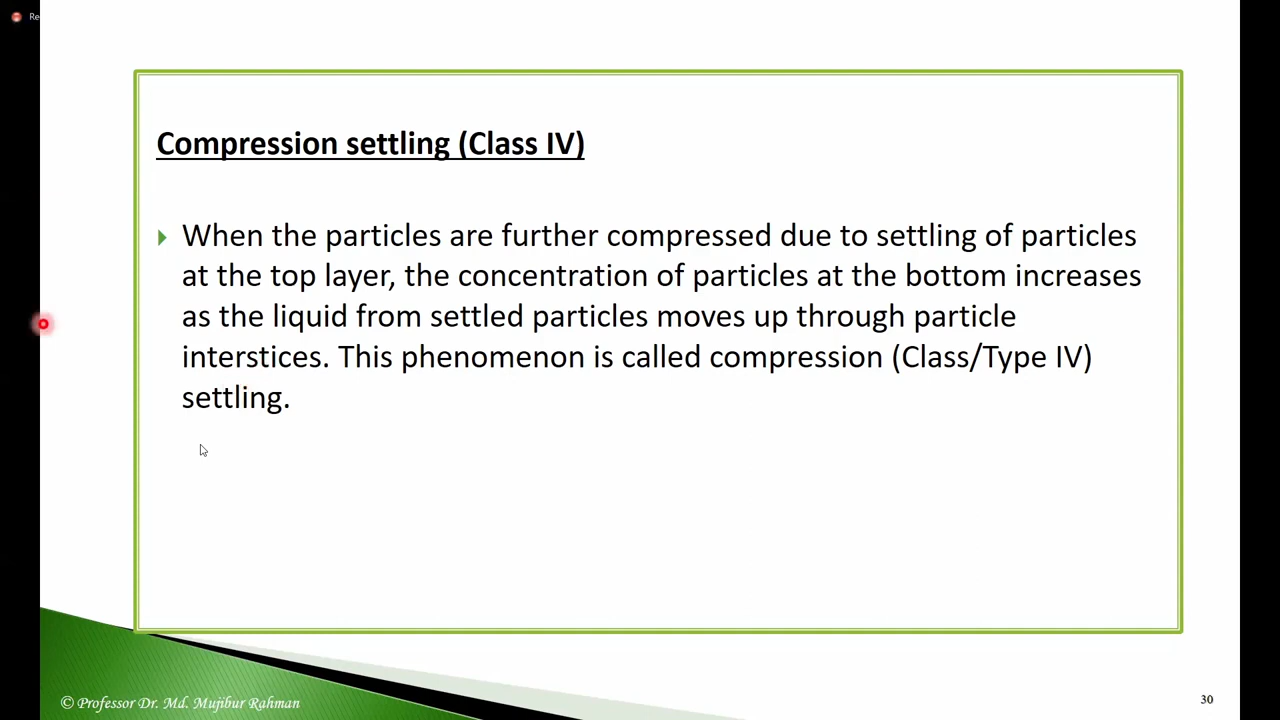 Re
Compression settling (Class IV)
When the particles are further compressed due to settling of particles
at the top layer, the concentration of particles at the bottom increases
as the liquid from settled particles moves up through particle
interstices. This phenomenon is called compression (Class/Type IV)
settling.
© Professor Dr. Md. Mujibur Rahman
30